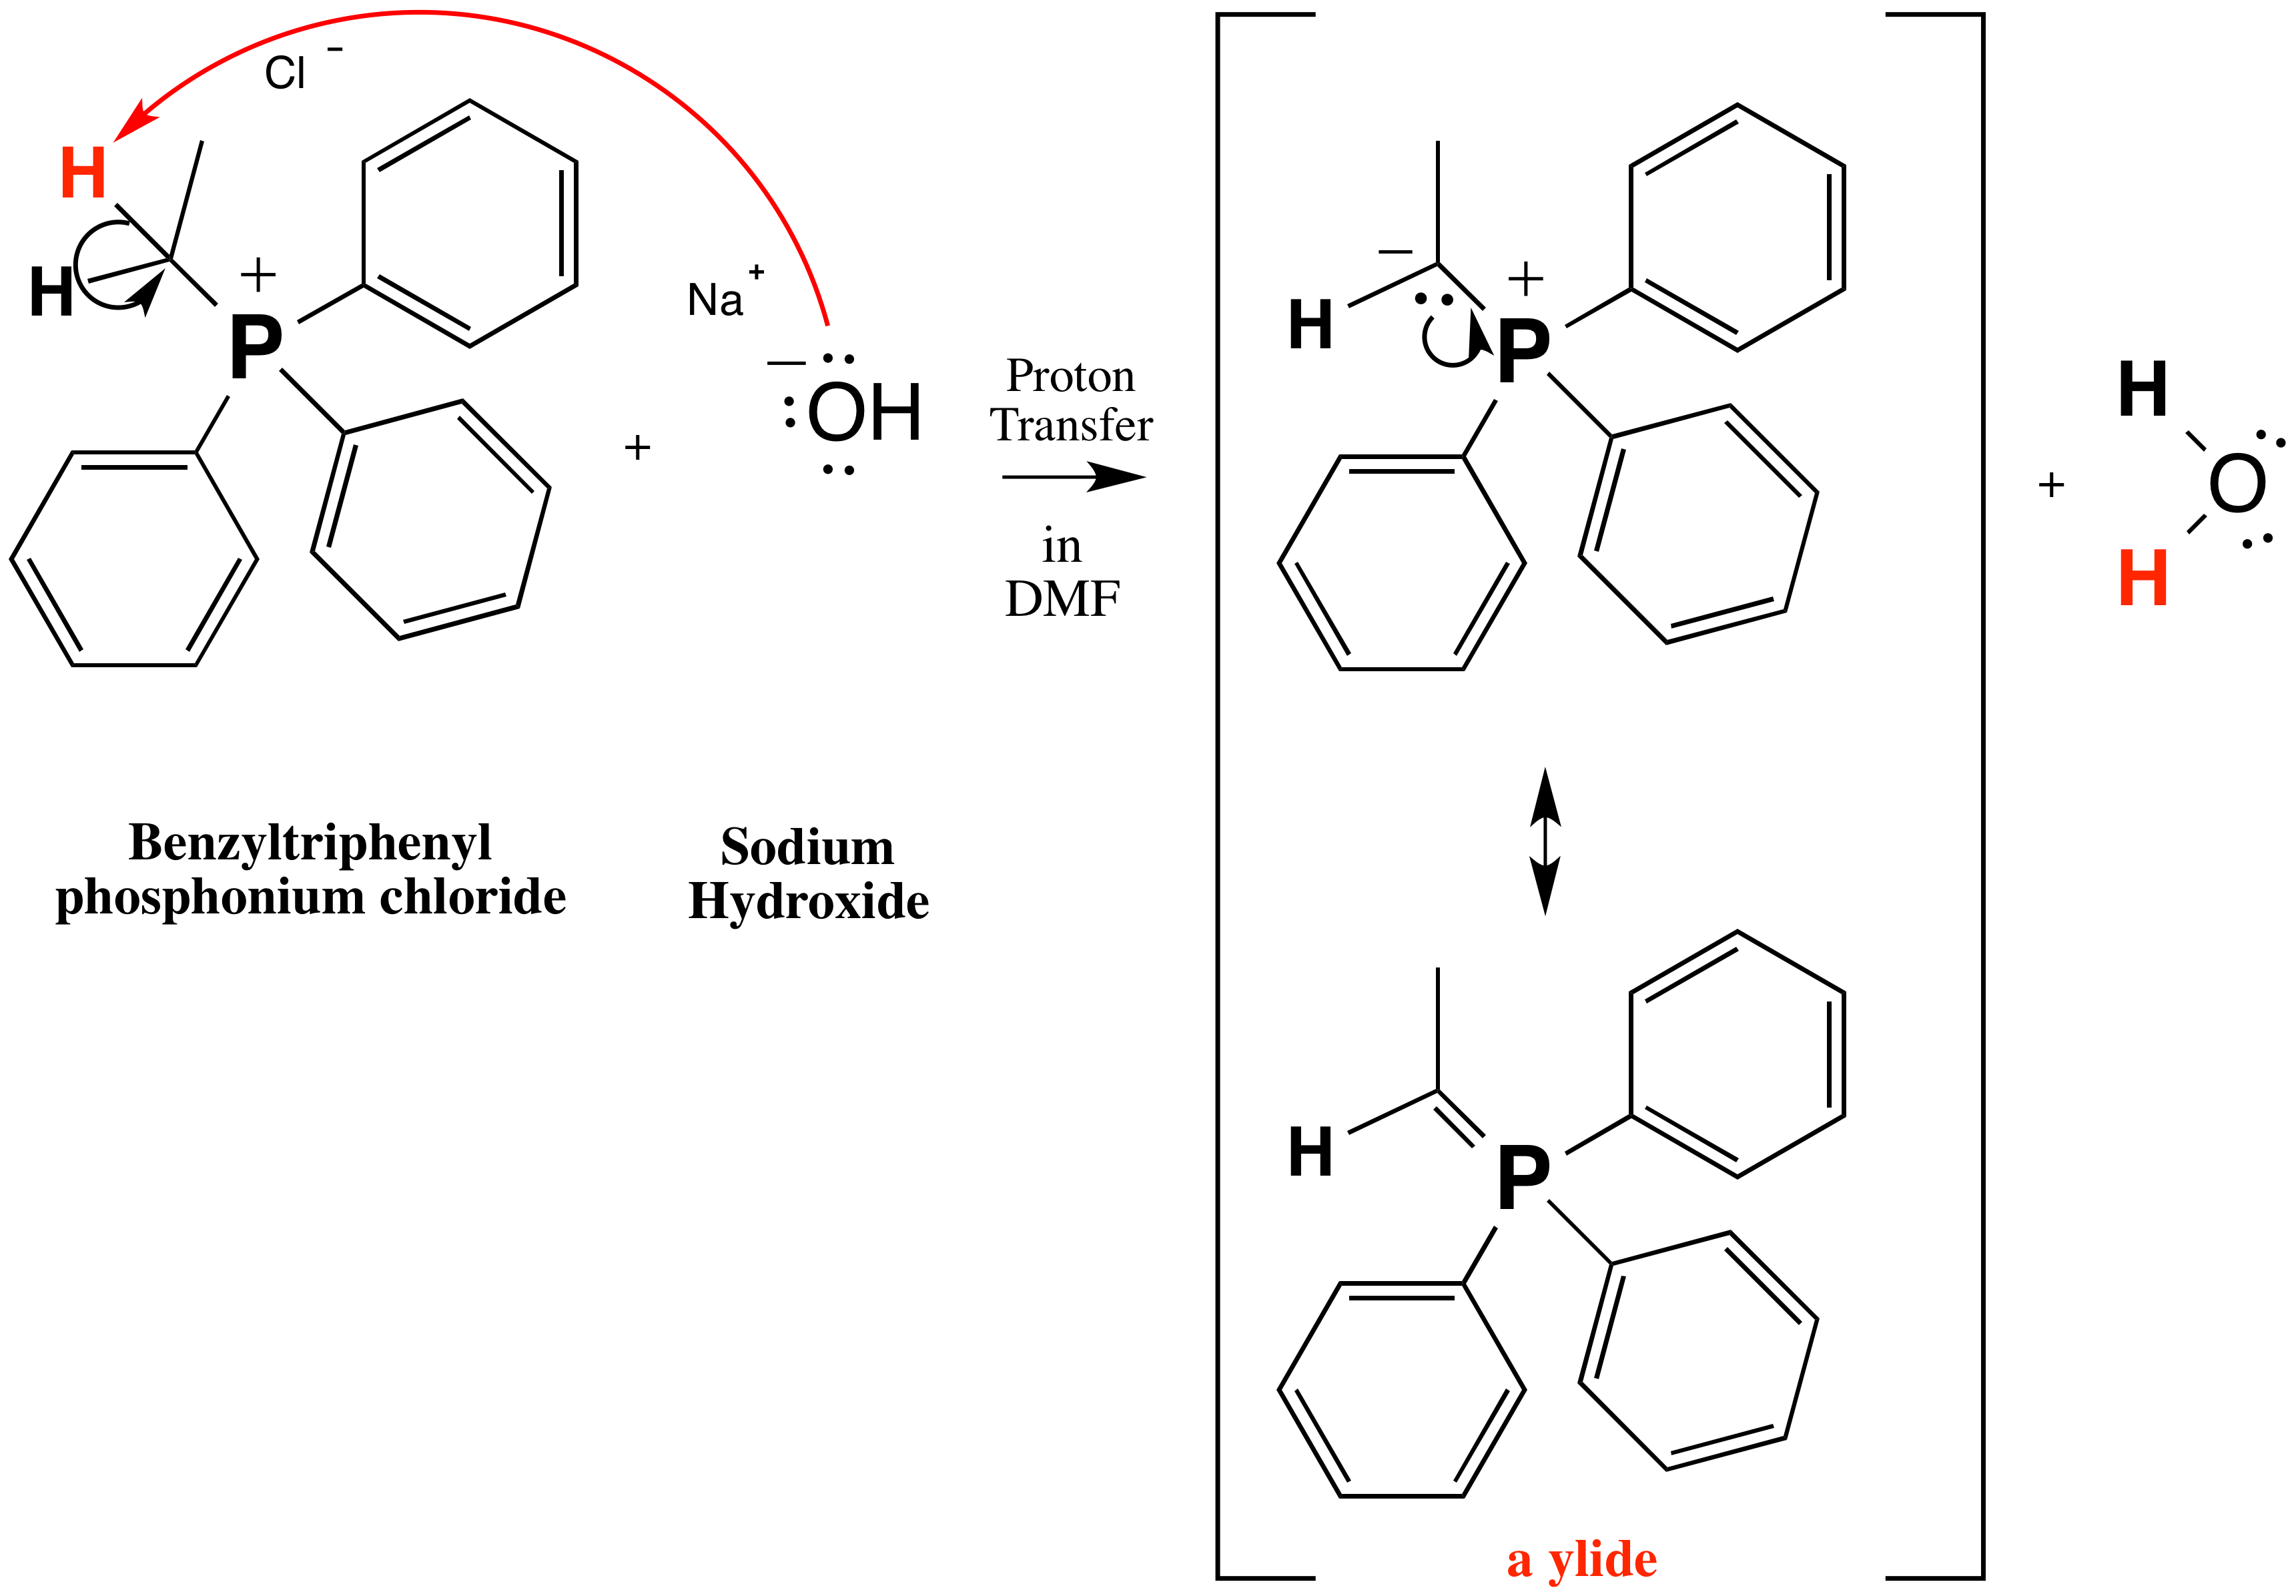 Cl −
H
H
+
P
+
Na +
−
OH
Proton
Transfer
in
DMF
−
H
+
P
+
H
O
H
Benzyltriphenyl
phosphonium chloride
Sodium
Hydroxide
H
P
a ylide